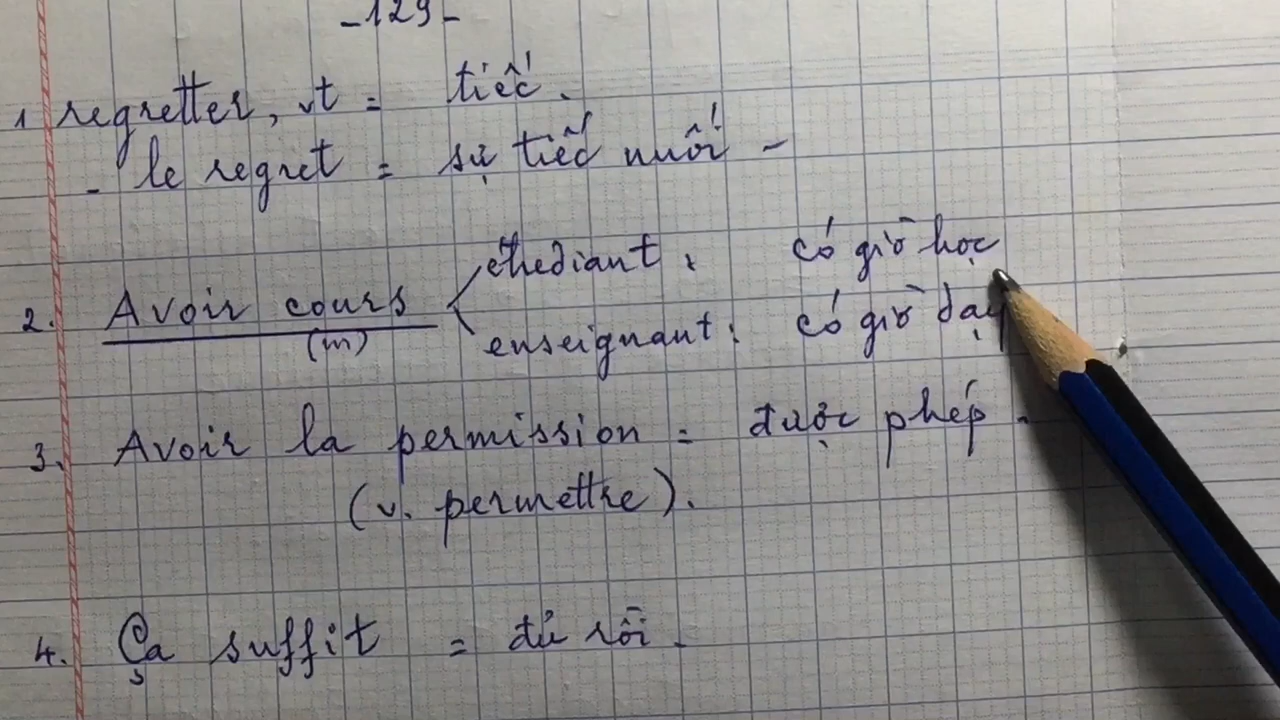 -129-
1 regretter, vt = tiếc.
- le regret = sự tiếc nuối -
étudiant : có giờ học
2. Avoir cours
(m)
enseignant : có giờ dạy
3. Avoir la permission = được phép.
(v. permettre).
4. Ça suffit = đủ rồi.